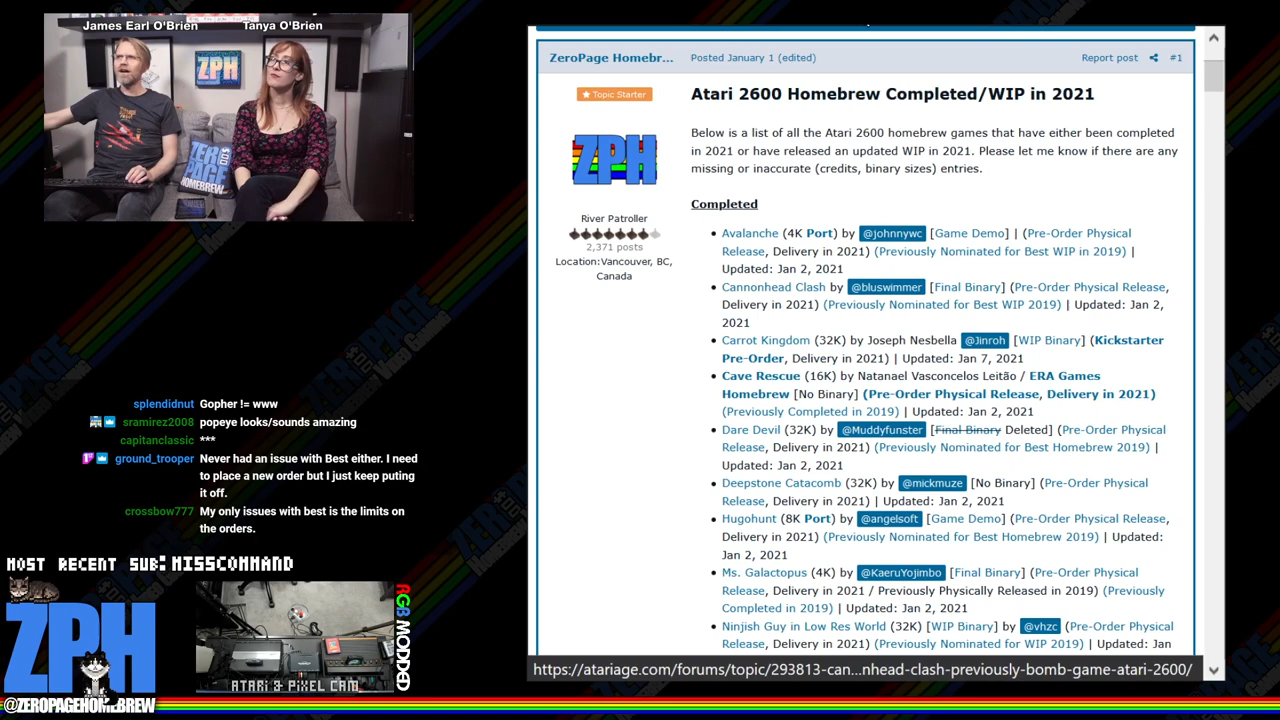 James Earl O'Brien
Tanya O'Brien
ZPH
ZERO
PAGE
HOMEBREW
splendidnut Gopher != www
sramirez2008 popeye looks/sounds amazing
capitanclassic ***
ground_trooper Never had an issue with Best either. I need
to place a new order but I just keep puting
it off.
crossbow777 My only issues with best is the limits on
the orders.
MOST RECENT SUB: MISSCOMMAND
ZPH
@ZEROPAGEHOMEBREW
ATARI & PIXEL CAM
RGB MODDED
ZeroPage Homebr...
Posted January 1 (edited)
Report post
#1
Topic Starter
ZPH
River Patroller
2,371 posts
Location:Vancouver, BC,
Canada
Atari 2600 Homebrew Completed/WIP in 2021
Below is a list of all the Atari 2600 homebrew games that have either been completed
in 2021 or have released an updated WIP in 2021. Please let me know if there are any
missing or inaccurate (credits, binary sizes) entries.
Completed
Avalanche (4K Port) by @johnnywc [Game Demo] | (Pre-Order Physical
Release, Delivery in 2021) (Previously Nominated for Best WIP in 2019) |
Updated: Jan 2, 2021
Cannonhead Clash by @bluswimmer [Final Binary] (Pre-Order Physical Release,
Delivery in 2021) (Previously Nominated for Best WIP 2019) | Updated: Jan 2,
2021
Carrot Kingdom (32K) by Joseph Nesbella @Jinroh [WIP Binary] (Kickstarter
Pre-Order, Delivery in 2021) | Updated: Jan 7, 2021
Cave Rescue (16K) by Natanael Vasconcelos Leitão / ERA Games
Homebrew [No Binary] (Pre-Order Physical Release, Delivery in 2021)
(Previously Completed in 2019) | Updated: Jan 2, 2021
Dare Devil (32K) by @Muddyfunster [Final Binary Deleted] (Pre-Order Physical
Release, Delivery in 2021) (Previously Nominated for Best Homebrew 2019) |
Updated: Jan 2, 2021
Deepstone Catacomb (32K) by @mickmuze [No Binary] (Pre-Order Physical
Release, Delivery in 2021) | Updated: Jan 2, 2021
Hugohunt (8K Port) by @angelsoft [Game Demo] (Pre-Order Physical Release,
Delivery in 2021) (Previously Nominated for Best Homebrew 2019) | Updated:
Jan 2, 2021
Ms. Galactopus (4K) by @KaeruYojimbo [Final Binary] (Pre-Order Physical
Release, Delivery in 2021 / Previously Physically Released in 2019) (Previously
Completed in 2019) | Updated: Jan 2, 2021
Ninjish Guy in Low Res World (32K) [WIP Binary] by @vhzc (Pre-Order Physical
Release, Delivery in 2021) (Previously Nominated for WIP 2019) | Updated: Jan
https://atariage.com/forums/topic/293813-can...nhead-clash-previously-bomb-game-atari-2600/